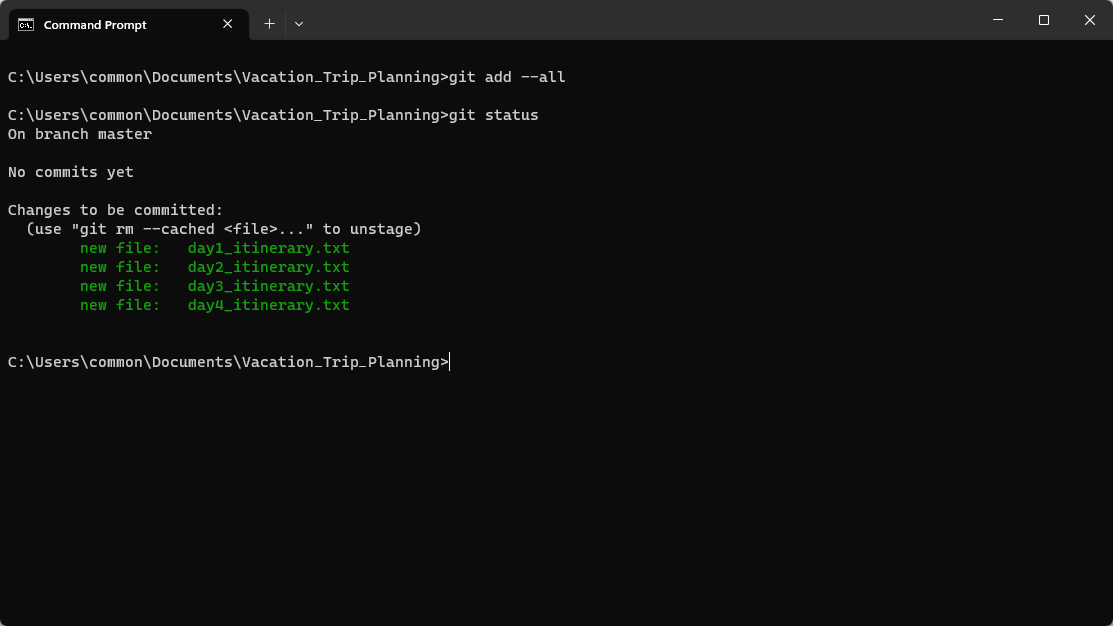 Command Prompt
C:\Users\common\Documents\Vacation_Trip_Planning>git add --all
C:\Users\common\Documents\Vacation_Trip_Planning>git status
On branch master
No commits yet
Changes to be committed:
  (use "git rm --cached <file>..." to unstage)
        new file:   day1_itinerary.txt
        new file:   day2_itinerary.txt
        new file:   day3_itinerary.txt
        new file:   day4_itinerary.txt
C:\Users\common\Documents\Vacation_Trip_Planning>